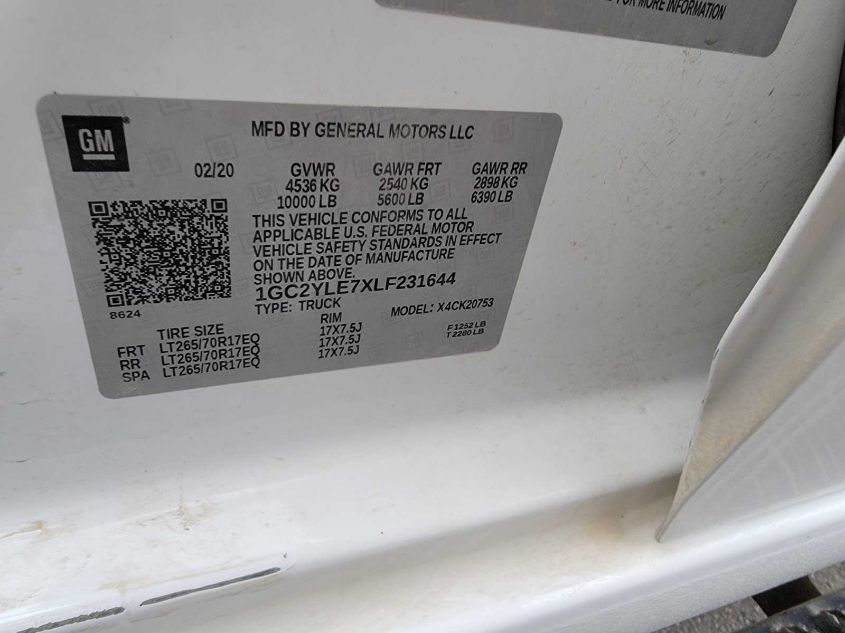 FOR MORE INFORMATION
GM
MFD BY GENERAL MOTORS LLC
02/20 GVWR GAWR FRT GAWR RR
4536 KG 2540 KG 2898 KG
10000 LB 5600 LB 6390 LB
THIS VEHICLE CONFORMS TO ALL
APPLICABLE U.S. FEDERAL MOTOR
VEHICLE SAFETY STANDARDS IN EFFECT
ON THE DATE OF MANUFACTURE
SHOWN ABOVE.
1GC2YLE7XLF231644
8624
TYPE: TRUCK MODEL: X4CK20753
TIRE SIZE RIM
FRT LT265/70R17EQ 17X7.5J F1252 LB
RR LT265/70R17EQ 17X7.5J T2280 LB
SPA LT265/70R17EQ 17X7.5J